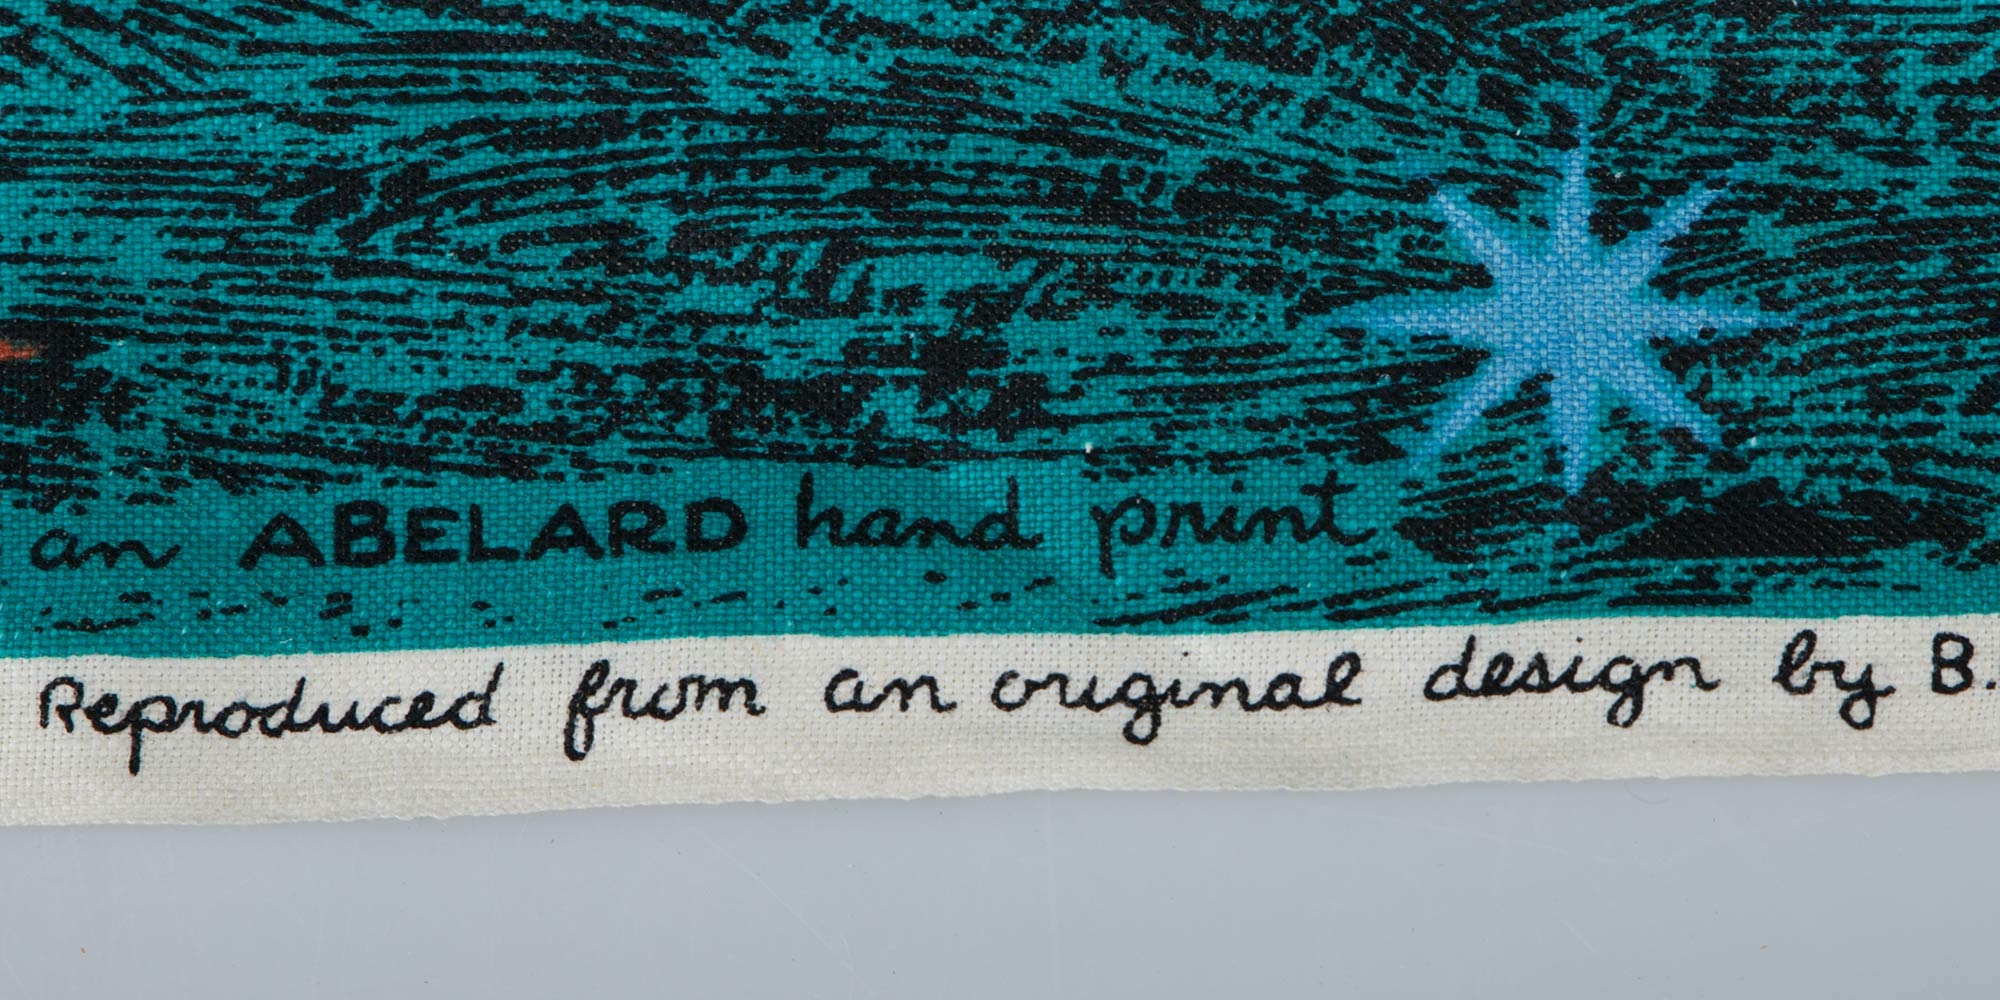 an ABELARD hand print
Reproduced from an original design by B.